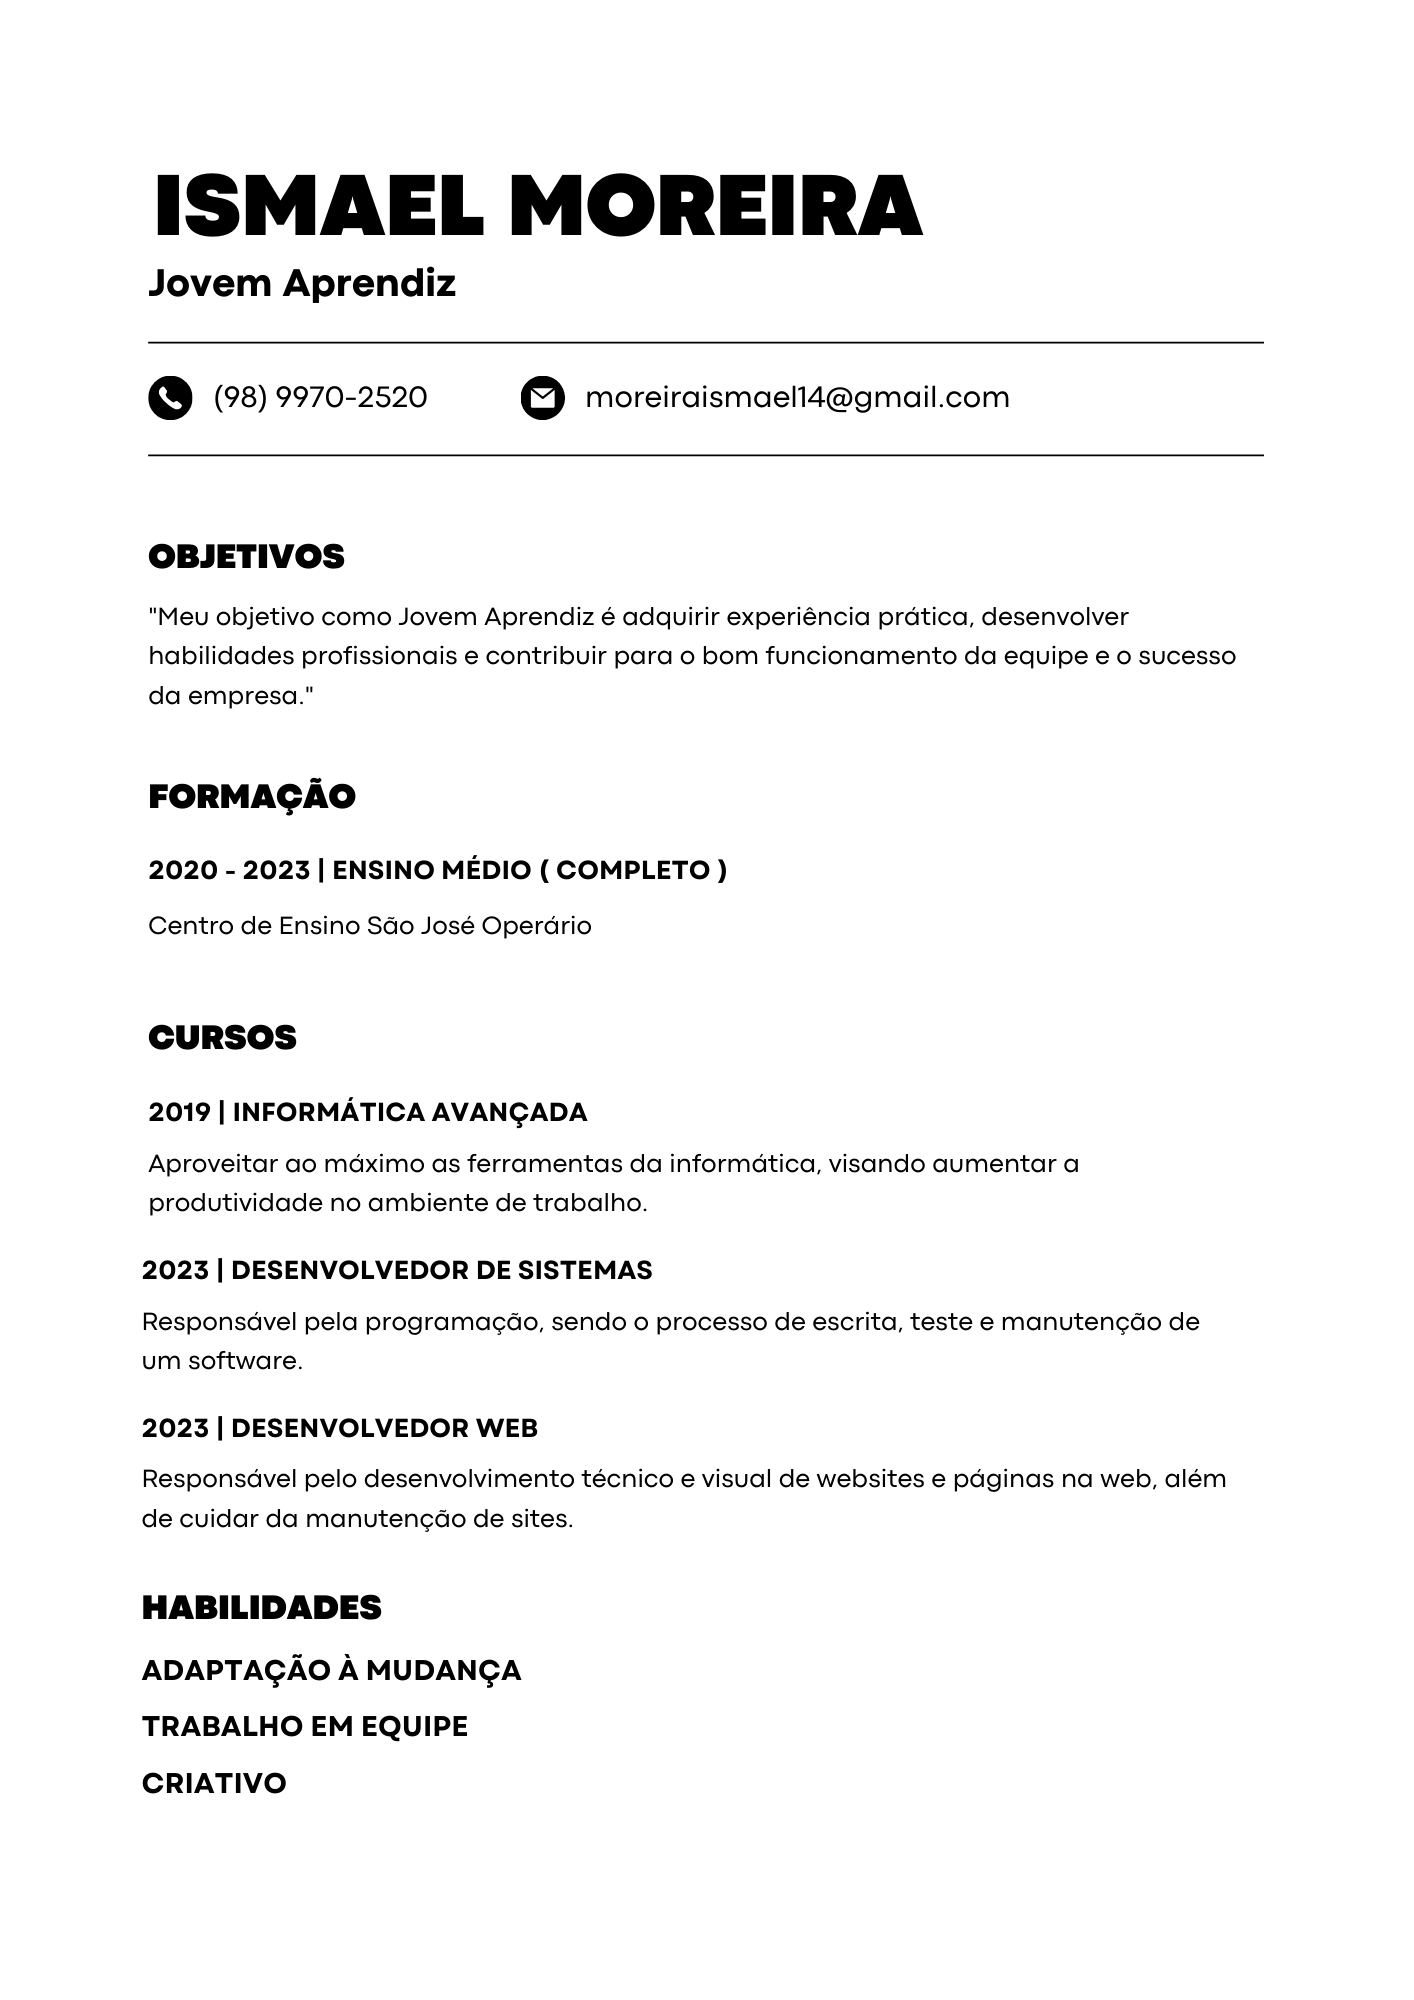 ISMAEL MOREIRA
Jovem Aprendiz
(98) 9970-2520
moreiraismael14@gmail.com
OBJETIVOS
"Meu objetivo como Jovem Aprendiz é adquirir experiência prática, desenvolver
habilidades profissionais e contribuir para o bom funcionamento da equipe e o sucesso
da empresa."
FORMAÇÃO
2020 - 2023 | ENSINO MÉDIO ( COMPLETO )
Centro de Ensino São José Operário
CURSOS
2019 | INFORMÁTICA AVANÇADA
Aproveitar ao máximo as ferramentas da informática, visando aumentar a
produtividade no ambiente de trabalho.
2023 | DESENVOLVEDOR DE SISTEMAS
Responsável pela programação, sendo o processo de escrita, teste e manutenção de
um software.
2023 | DESENVOLVEDOR WEB
Responsável pelo desenvolvimento técnico e visual de websites e páginas na web, além
de cuidar da manutenção de sites.
HABILIDADES
ADAPTAÇÃO À MUDANÇA
TRABALHO EM EQUIPE
CRIATIVO